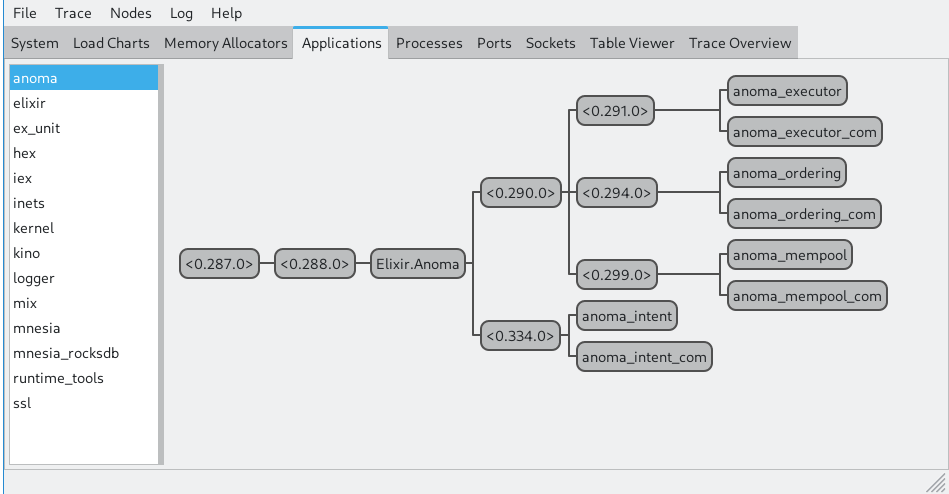 File Trace Nodes Log Help
System Load Charts Memory Allocators Applications Processes Ports Sockets Table Viewer Trace Overview
anoma
elixir
ex_unit
hex
iex
inets
kernel
kino
logger
mix
mnesia
mnesia_rocksdb
runtime_tools
ssl
<0.287.0>
<0.288.0>
Elixir.Anoma
<0.290.0>
<0.291.0>
anoma_executor
anoma_executor_com
<0.294.0>
anoma_ordering
anoma_ordering_com
<0.299.0>
anoma_mempool
anoma_mempool_com
<0.334.0>
anoma_intent
anoma_intent_com